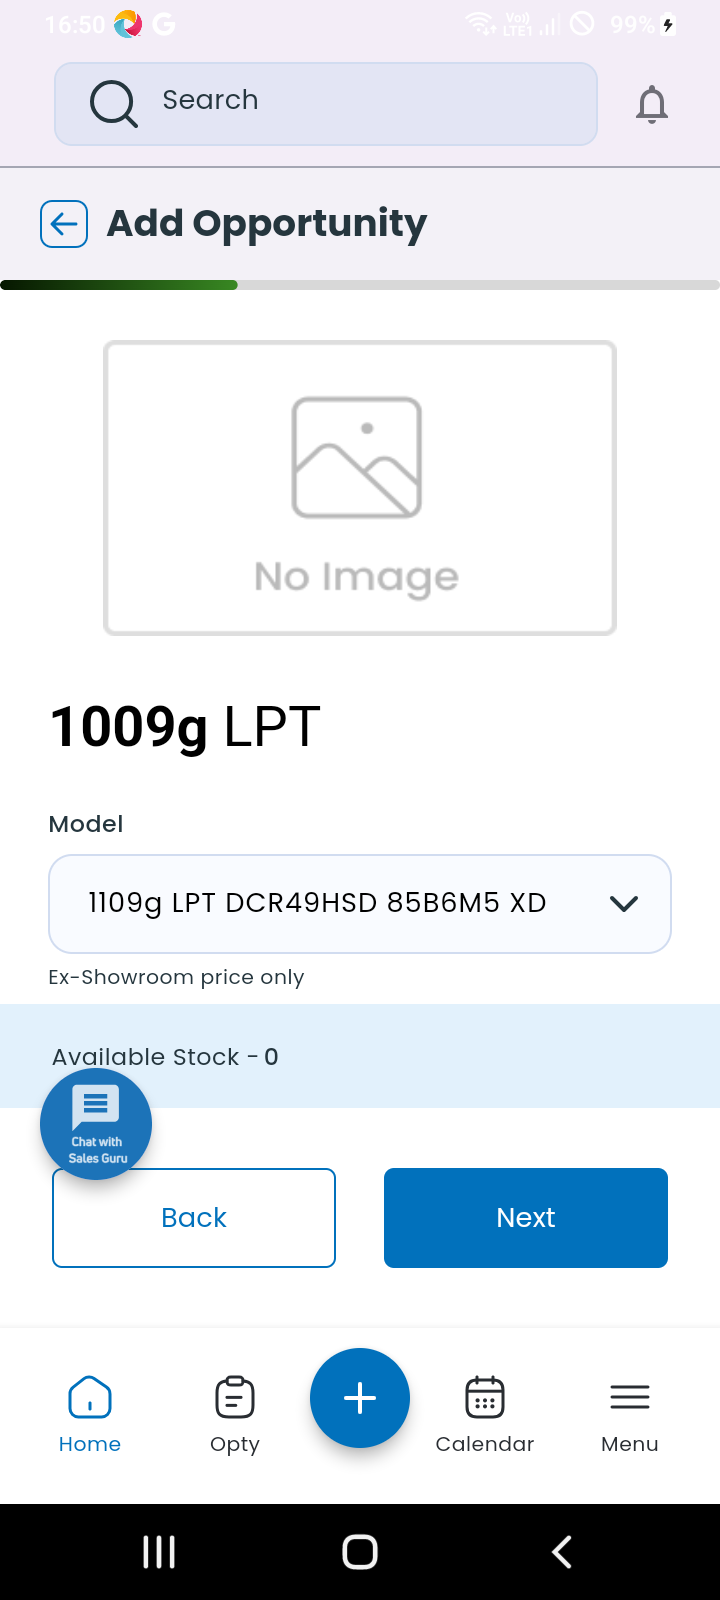 16:50
Vo))
LTE1
99%
Search
Add Opportunity
No Image
1009g LPT
Model
1109g LPT DCR49HSD 85B6M5 XD
Ex-Showroom price only
Available Stock - 0
Chat with
Sales Guru
Back
Next
Home
Opty
Calendar
Menu